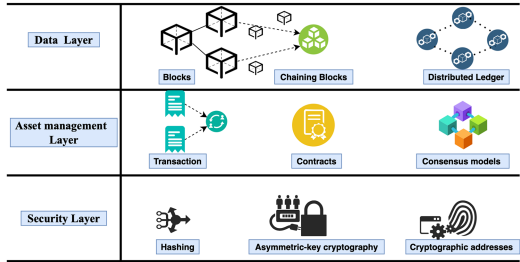 Data Layer
Blocks
Chaining Blocks
Distributed Ledger
Asset management
Layer
Transaction
Contracts
Consensus models
Security Layer
Hashing
Asymmetric-key cryptography
Cryptographic addresses